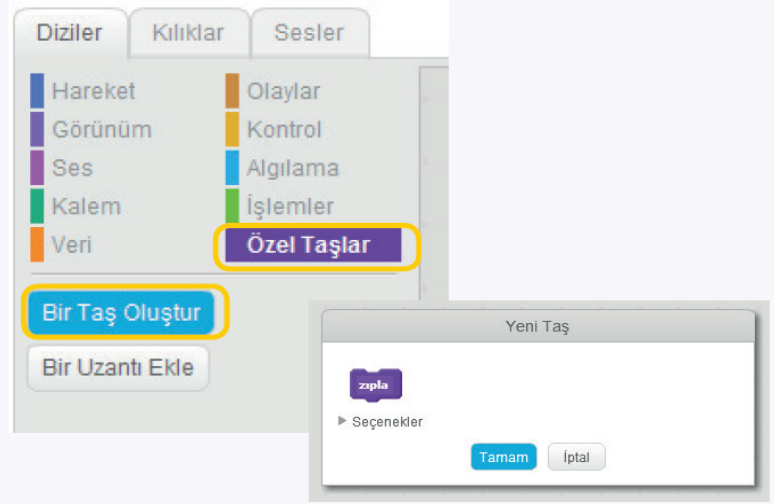 Diziler Kılıklar Sesler
Hareket Olaylar
Görünüm Kontrol
Ses Algılama
Kalem İşlemler
Veri Özel Taşlar
Bir Taş Oluştur
Bir Uzantı Ekle
Yeni Taş
zıpla
Seçenekler
Tamam İptal